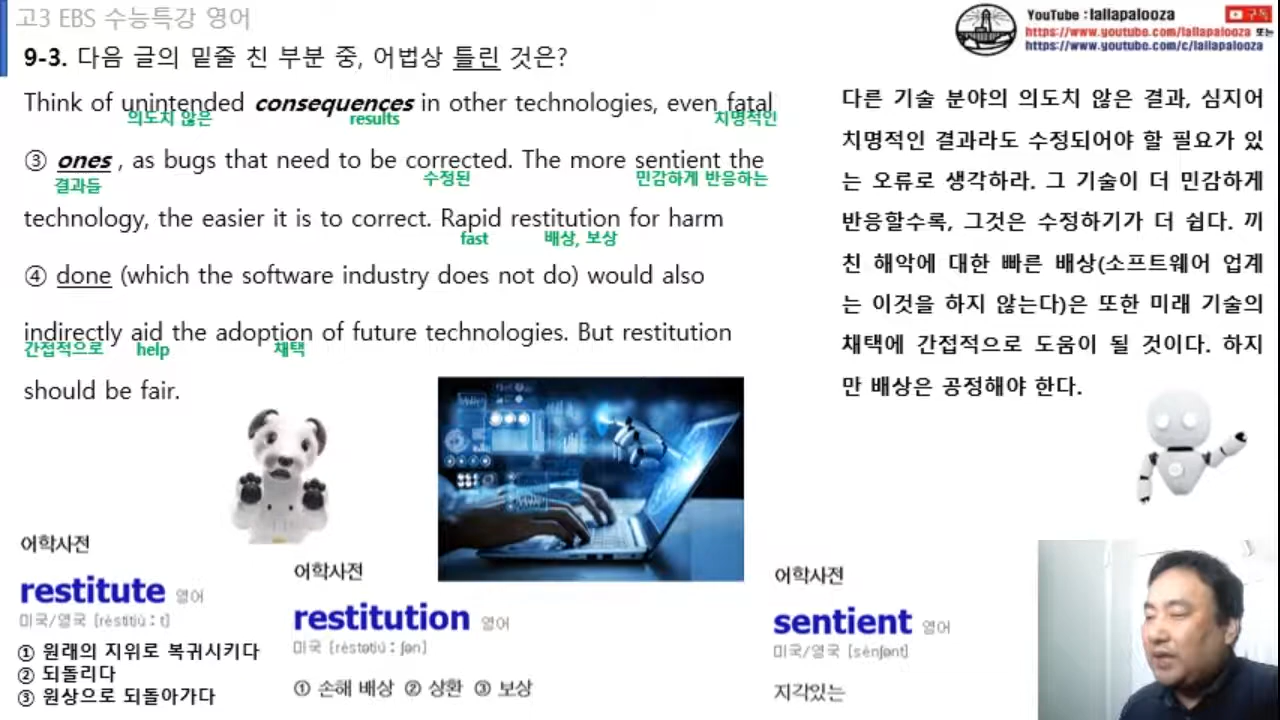 고3 EBS 수능특강 영어
YouTube : lallapalooza
구독
https://www.youtube.com/lallapalooza 또는
https://www.youtube.com/c/lallapalooza
9-3. 다음 글의 밑줄 친 부분 중, 어법상 틀린 것은?
Think of unintended consequences in other technologies, even fatal
의도치 않은 results 치명적인
③ ones , as bugs that need to be corrected. The more sentient the
결과들 수정된 민감하게 반응하는
technology, the easier it is to correct. Rapid restitution for harm
fast 배상, 보상
④ done (which the software industry does not do) would also
indirectly aid the adoption of future technologies. But restitution
간접적으로 help 채택
should be fair.
다른 기술 분야의 의도치 않은 결과, 심지어
치명적인 결과라도 수정되어야 할 필요가 있
는 오류로 생각하라. 그 기술이 더 민감하게
반응할수록, 그것은 수정하기가 더 쉽다. 끼
친 해악에 대한 빠른 배상(소프트웨어 업계
는 이것을 하지 않는다)은 또한 미래 기술의
채택에 간접적으로 도움이 될 것이다. 하지
만 배상은 공정해야 한다.
어학사전
restitute 영어
미국/영국 [réstitjùːt]
① 원래의 지위로 복귀시키다
② 되돌리다
③ 원상으로 되돌아가다
어학사전
restitution 영어
미국 [rèstətjúːʃən]
① 손해 배상 ② 상환 ③ 보상
어학사전
sentient 영어
미국/영국 [sénʃənt]
지각있는